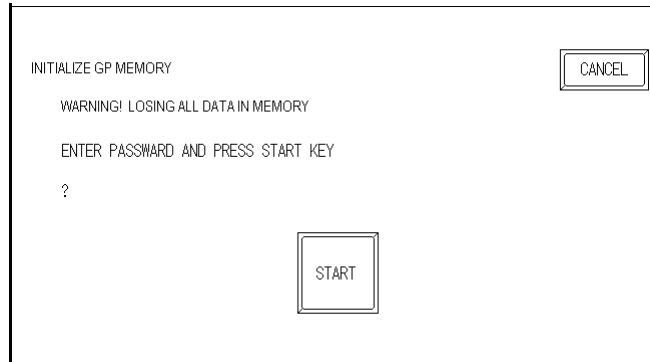 INITIALIZE GP MEMORY
CANCEL
WARNING! LOSING ALL DATA IN MEMORY
ENTER PASSWARD AND PRESS START KEY
?
START